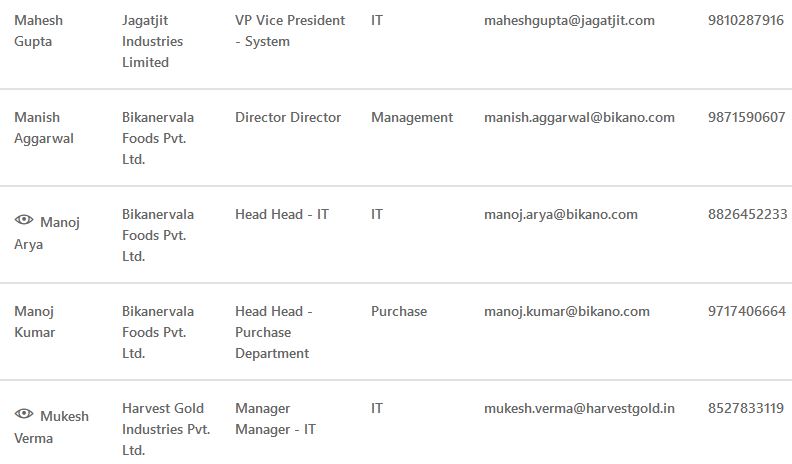 Mahesh Gupta Jagatjit Industries Limited VP Vice President - System IT maheshgupta@jagatjit.com 9810287916
Manish Aggarwal Bikanervala Foods Pvt. Ltd. Director Director Management manish.aggarwal@bikano.com 9871590607
Manoj Arya Bikanervala Foods Pvt. Ltd. Head Head - IT IT manoj.arya@bikano.com 8826452233
Manoj Kumar Bikanervala Foods Pvt. Ltd. Head Head - Purchase Department Purchase manoj.kumar@bikano.com 9717406664
Mukesh Verma Harvest Gold Industries Pvt. Ltd. Manager Manager - IT IT mukesh.verma@harvestgold.in 8527833119